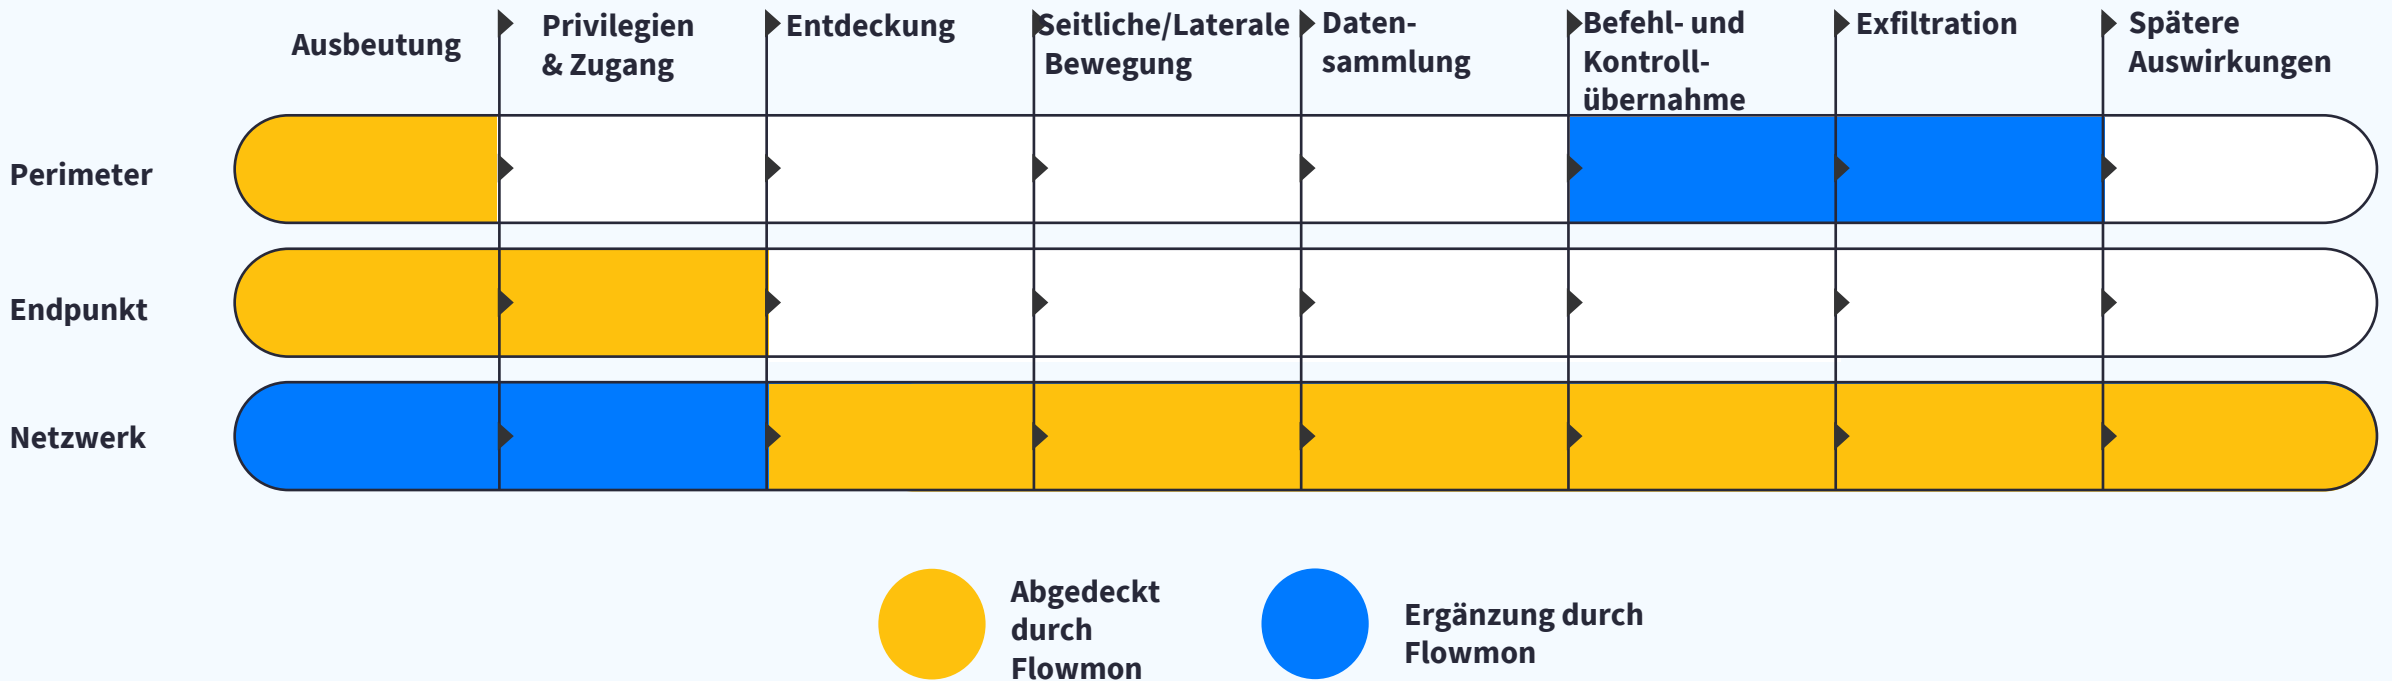 Ausbeutung
Privilegien
& Zugang
Entdeckung
Seitliche/Laterale
Bewegung
Daten-
sammlung
Befehl- und
Kontroll-
übernahme
Exfiltration
Spätere
Auswirkungen
Perimeter
Endpunkt
Netzwerk
Abgedeckt
durch
Flowmon
Ergänzung durch
Flowmon